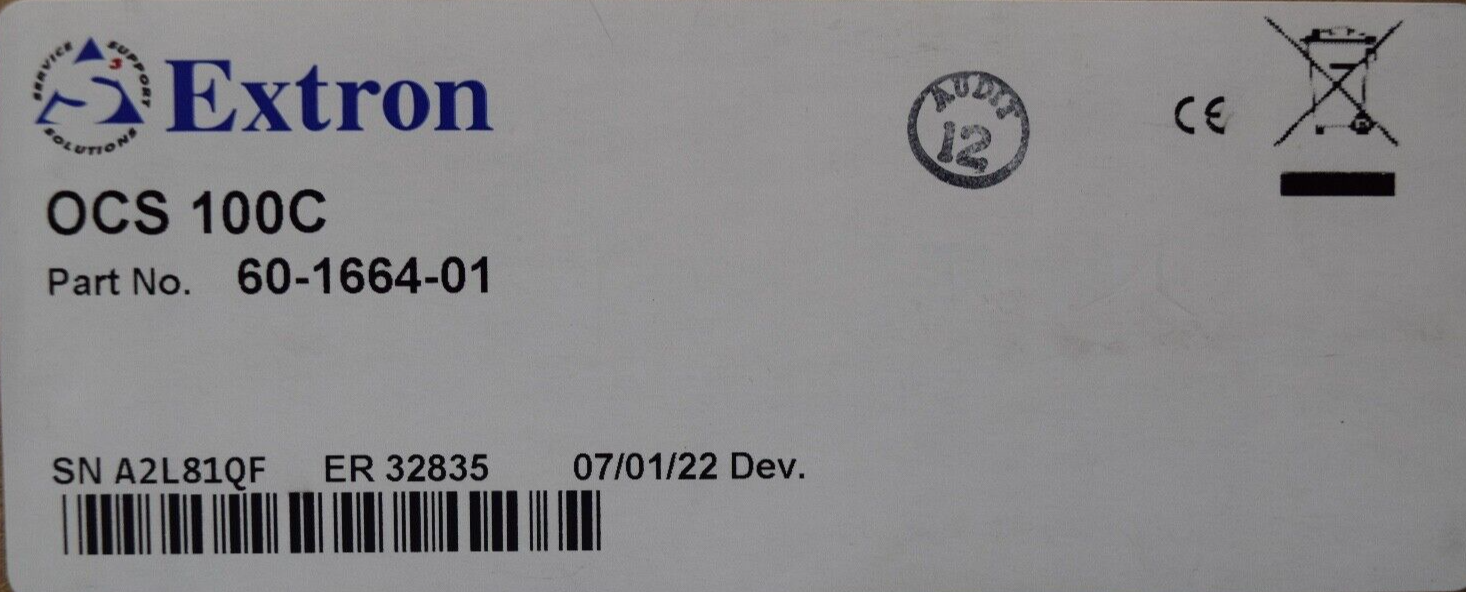 SERVICE SUPPORT SOLUTIONS
3
Extron
AUDIT
12
CE
OCS 100C
Part No. 60-1664-01
SN A2L81QF ER 32835 07/01/22 Dev.